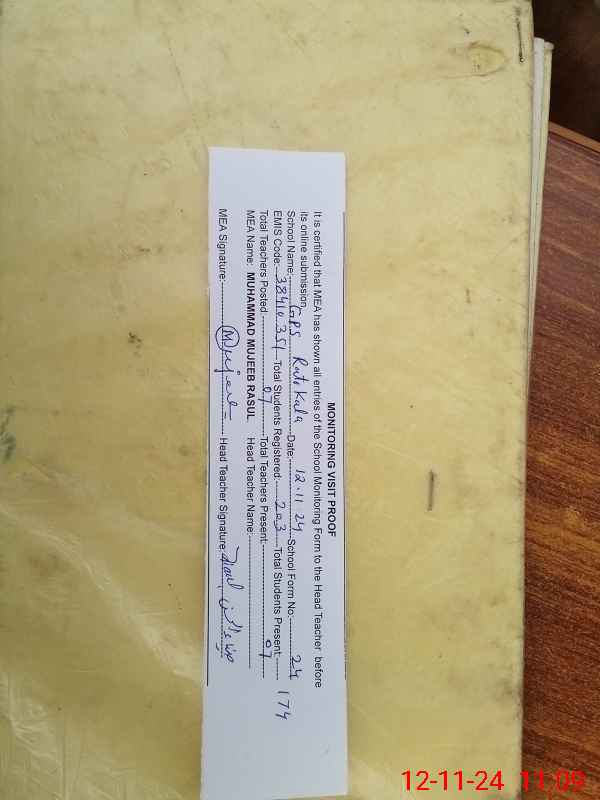 MONITORING VISIT PROOF
It is certified that MEA has shown all entries of the School Monitoring Form to the Head Teacher before
its online submission.
School Name: GPS Ratokala Date: 12.11.24 School Form No: 24
EMIS Code: 38410351 Total Students Registered: 203 Total Students Present: 174
Total Teachers Posted: 07 Total Teachers Present: 07
MEA Name: MUHAMMAD MUJEEB RASUL Head Teacher Name:
MEA Signature: Mujeeb Head Teacher Signature:
12-11-24 11:09